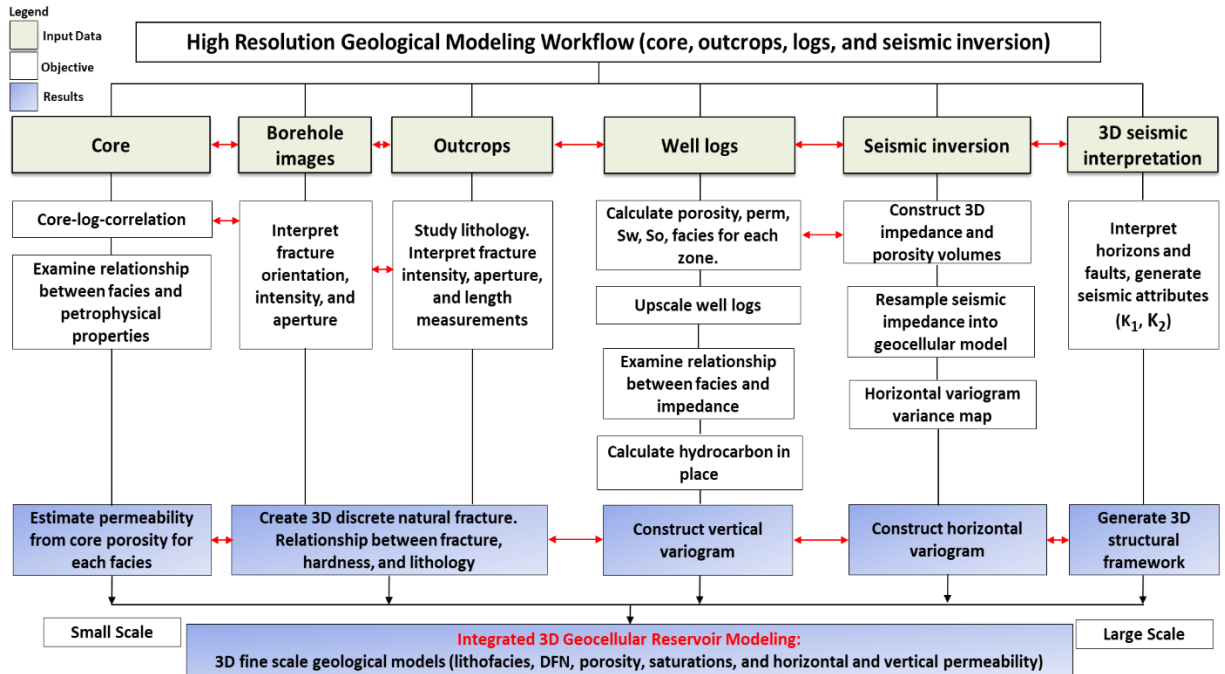 Legend
Input Data
Objective
Results
High Resolution Geological Modeling Workflow (core, outcrops, logs, and seismic inversion)
Core
Borehole
images
Outcrops
Well logs
Seismic inversion
3D seismic
interpretation
Core-log-correlation
Examine relationship
between facies and
petrophysical
properties
Interpret
fracture
orientation,
intensity, and
aperture
Study lithology.
Interpret fracture
intensity, aperture,
and length
measurements
Calculate porosity, perm,
Sw, So, facies for each
zone.
Upscale well logs
Examine relationship
between facies and
impedance
Calculate hydrocarbon in
place
Construct 3D
impedance and
porosity volumes
Resample seismic
impedance into
geocellular model
Horizontal variogram
variance map
Interpret
horizons and
faults, generate
seismic attributes
(κ₁, K₂)
Estimate permeability
from core porosity for
each facies
Create 3D discrete natural fracture.
Relationship between fracture,
hardness, and lithology
Construct vertical
variogram
Construct horizontal
variogram
Generate 3D
structural
framework
Small Scale
Large Scale
Integrated 3D Geocellular Reservoir Modeling:
3D fine scale geological models (lithofacies, DFN, porosity, saturations, and horizontal and vertical permeability)